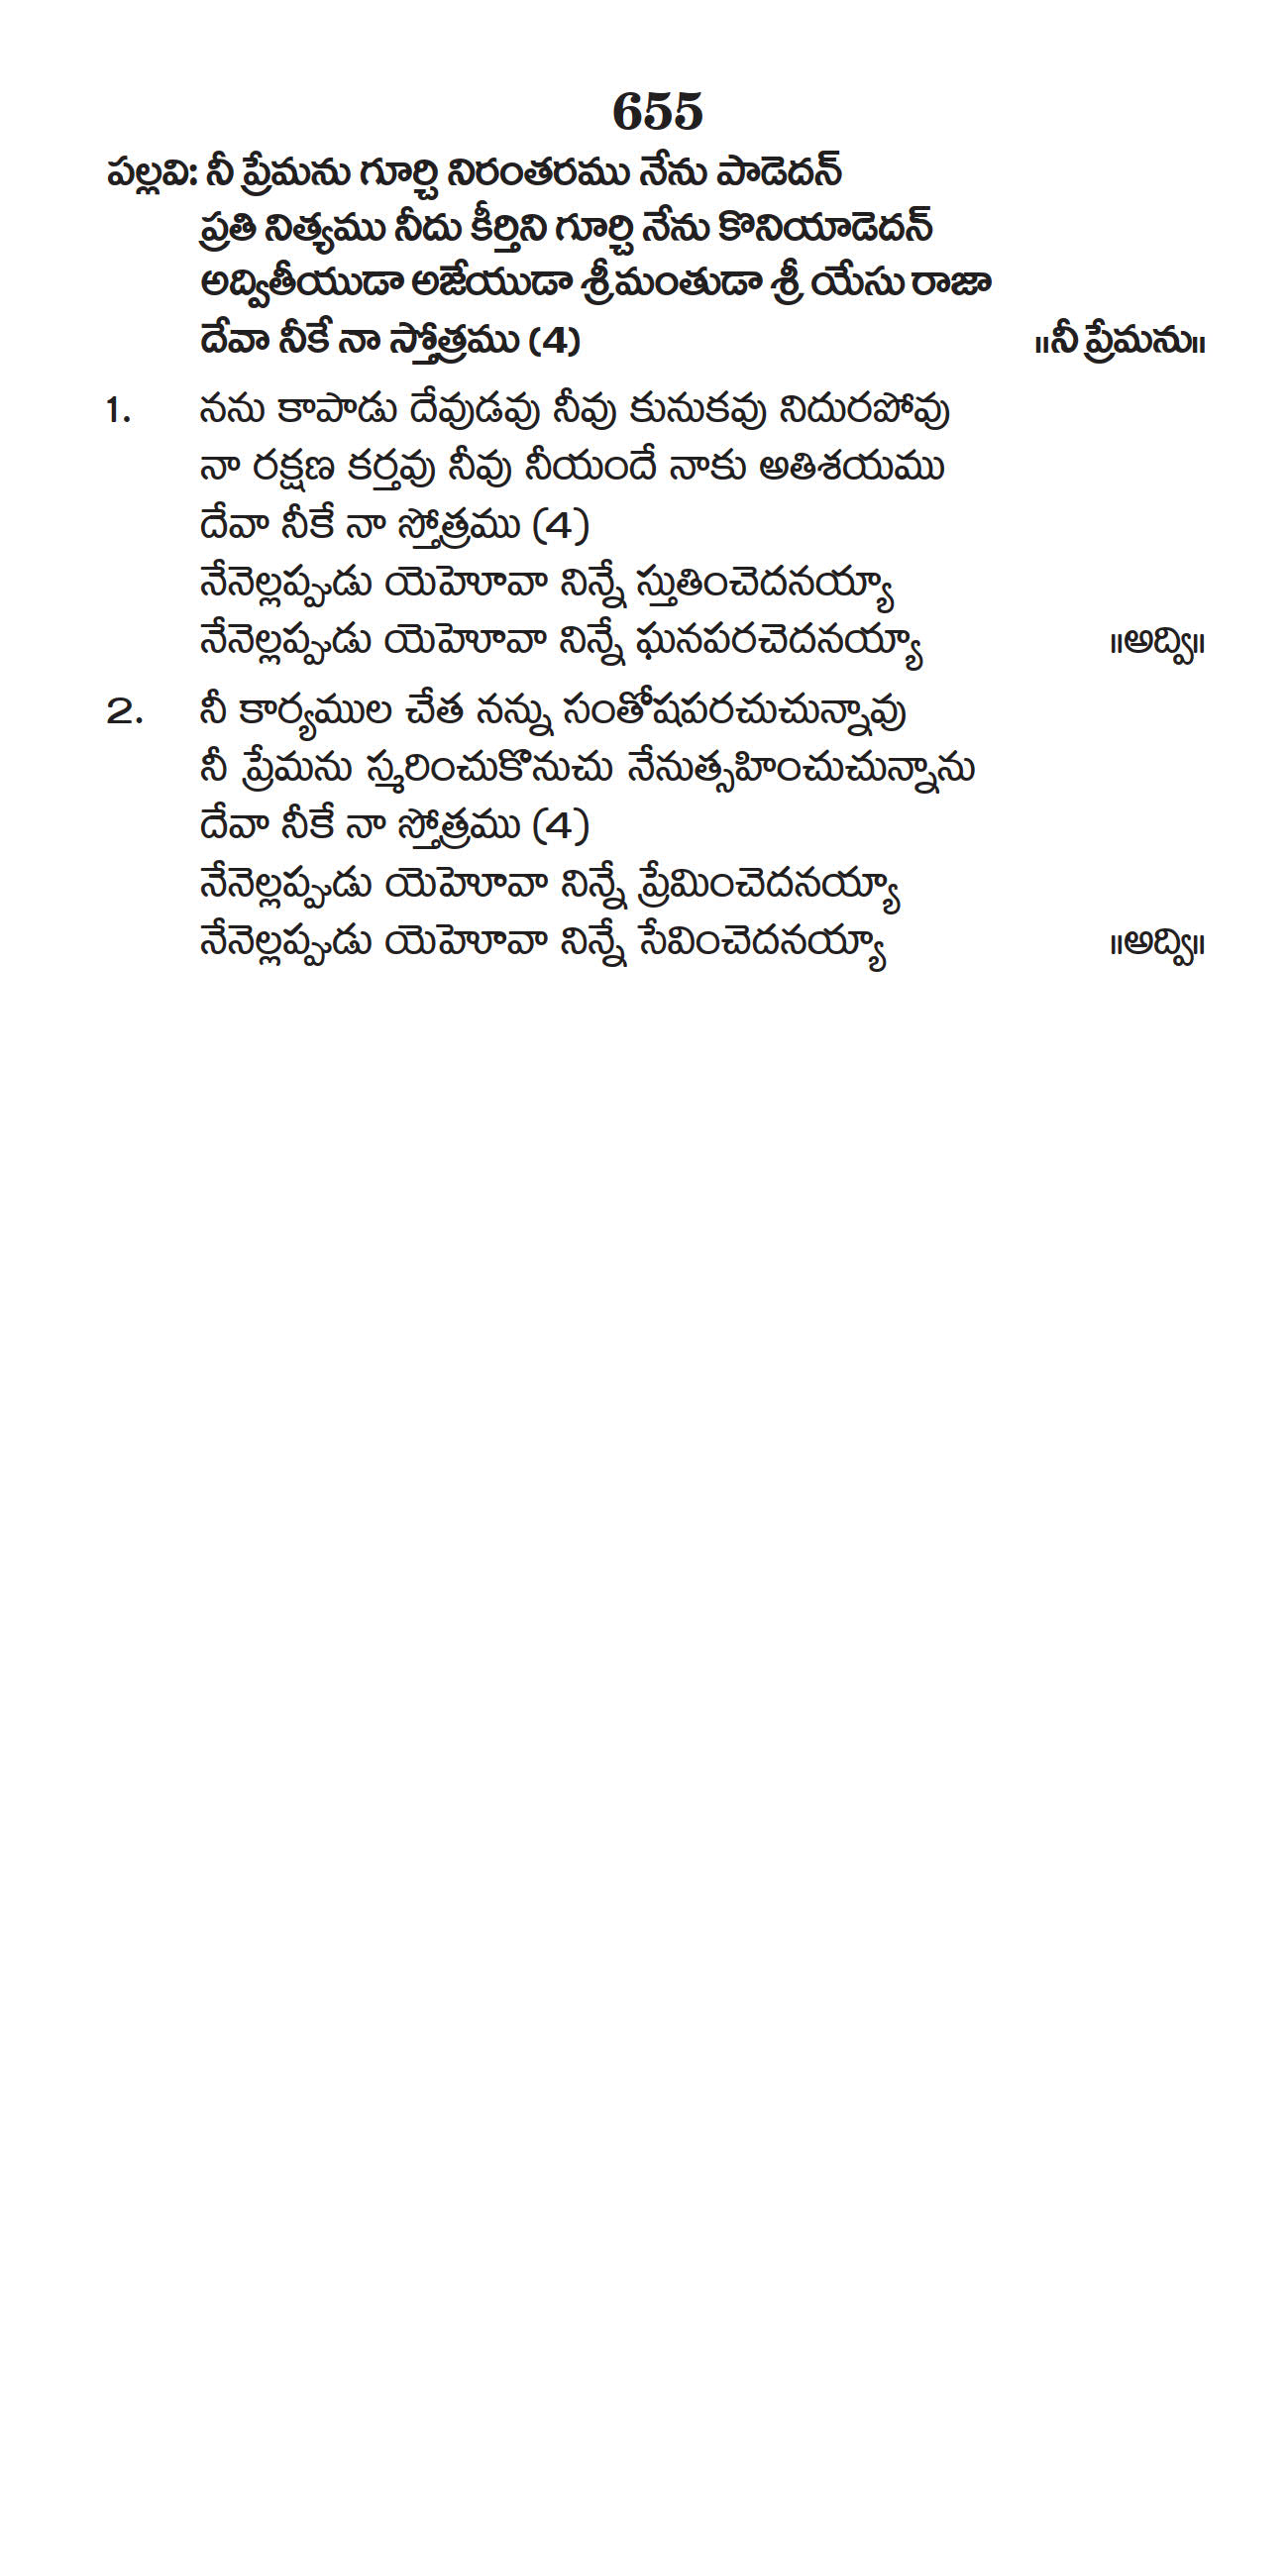 655
పల్లవి: నీ ప్రేమను గూర్చి నిరంతరము నేను పాడెదన్
ప్రతి నిత్యము నీదు కీర్తిని గూర్చి నేను కొనియాడెదన్
అద్వితీయుడా అజేయుడా శ్రీమంతుడా శ్రీ యేసు రాజా
దేవా నీకే నా స్తోత్రము (4) ॥నీ ప్రేమను॥
1. నను కాపాడు దేవుడవు నీవు కునుకవు నిదురపోవు
నా రక్షణ కర్తవు నీవు నీయందే నాకు అతిశయము
దేవా నీకే నా స్తోత్రము (4)
నేనెల్లప్పుడు యెహెూవా నిన్నే స్తుతించెదనయ్యా
నేనెల్లప్పుడు యెహెూవా నిన్నే ఘనపరచెదనయ్యా ॥అద్వి॥
2. నీ కార్యముల చేత నన్ను సంతోషపరచుచున్నావు
నీ ప్రేమను స్మరించుకొనుచు నేనుత్సహించుచున్నాను
దేవా నీకే నా స్తోత్రము (4)
నేనెల్లప్పుడు యెహెూవా నిన్నే ప్రేమించెదనయ్యా
నేనెల్లప్పుడు యెహెూవా నిన్నే సేవించెదనయ్యా ॥అద్వి॥